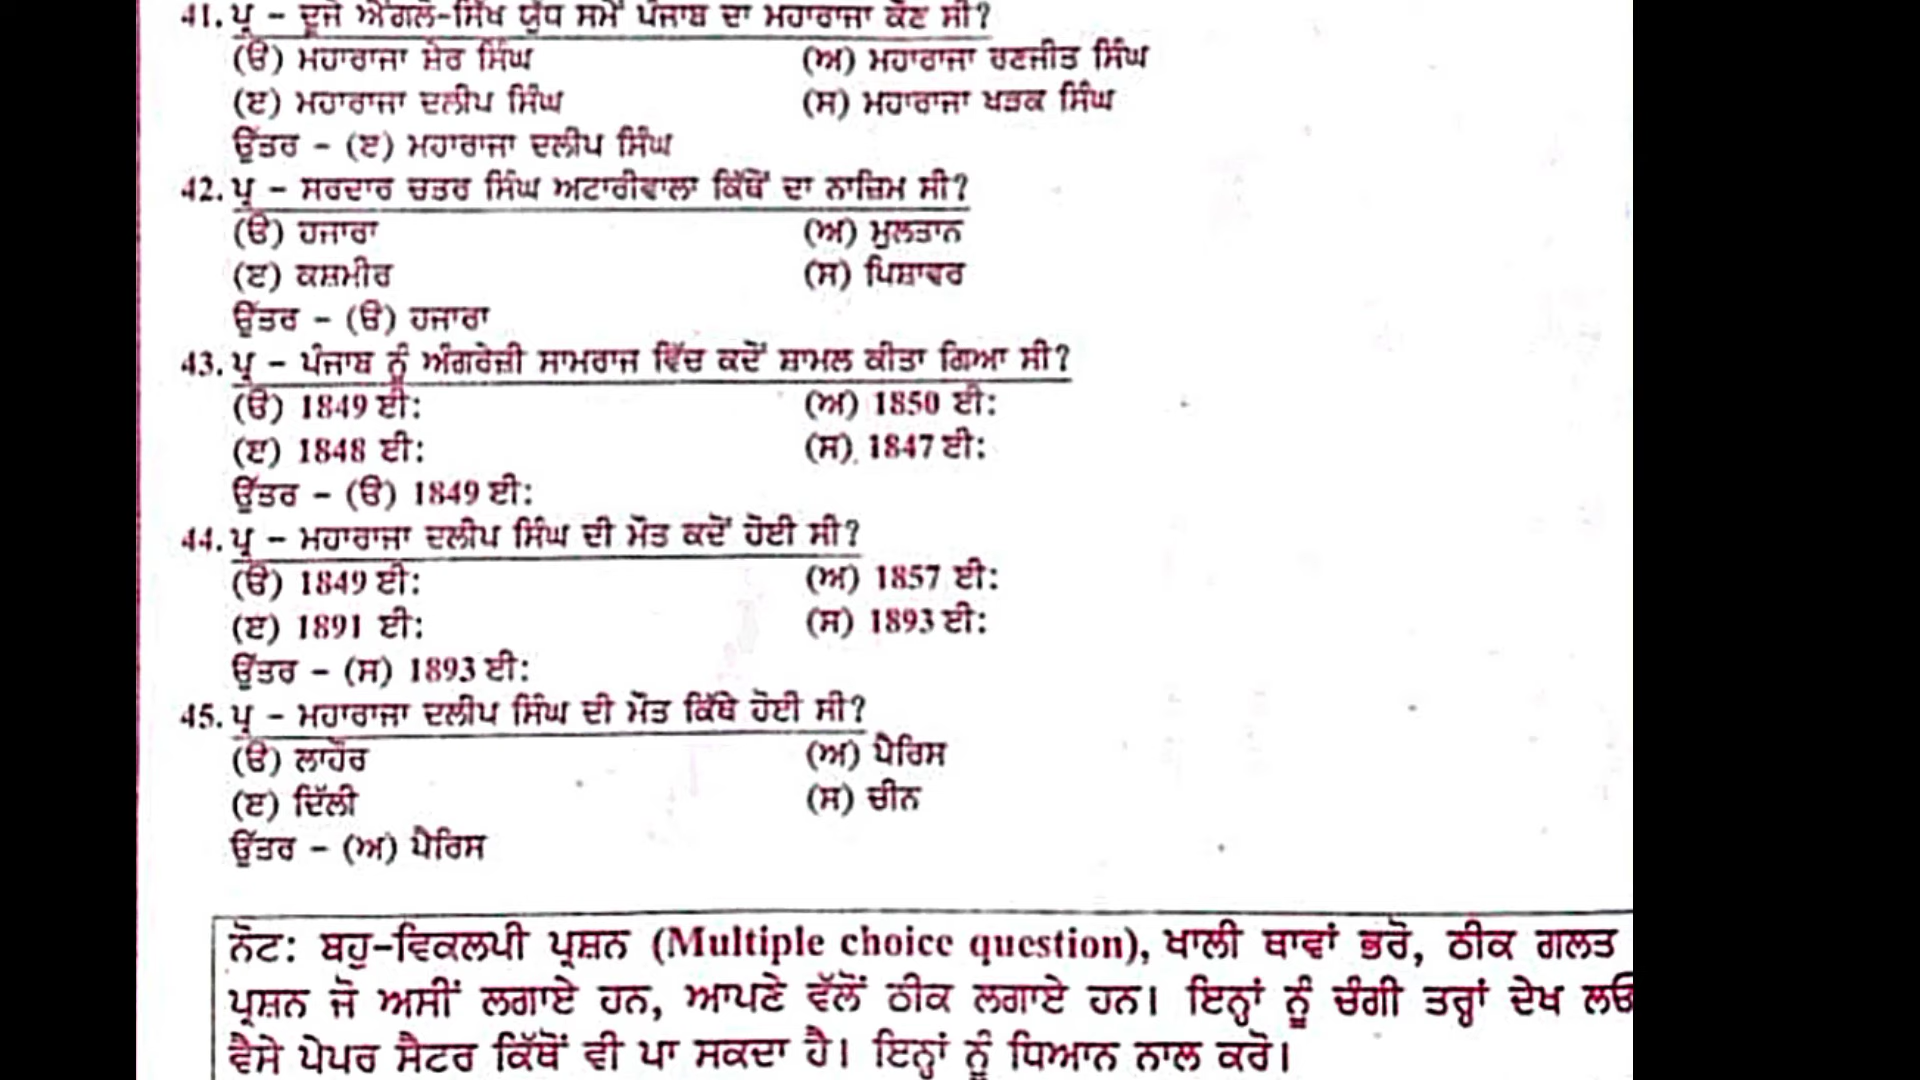 41. ਪ੍ਰ - ਦੂਜੇ ਐਂਗਲੋ-ਸਿੱਖ ਯੁੱਧ ਸਮੇਂ ਪੰਜਾਬ ਦਾ ਮਹਾਰਾਜਾ ਕੌਣ ਸੀ?
(ੳ) ਮਹਾਰਾਜਾ ਸ਼ੇਰ ਸਿੰਘ (ਅ) ਮਹਾਰਾਜਾ ਰਣਜੀਤ ਸਿੰਘ
(ੲ) ਮਹਾਰਾਜਾ ਦਲੀਪ ਸਿੰਘ (ਸ) ਮਹਾਰਾਜਾ ਖੜਕ ਸਿੰਘ
ਉੱਤਰ - (ੲ) ਮਹਾਰਾਜਾ ਦਲੀਪ ਸਿੰਘ
42. ਪ੍ਰ - ਸਰਦਾਰ ਚਤਰ ਸਿੰਘ ਅਟਾਰੀਵਾਲਾ ਕਿੱਥੋਂ ਦਾ ਨਾਜ਼ਿਮ ਸੀ?
(ੳ) ਹਜਾਰਾ (ਅ) ਮੁਲਤਾਨ
(ੲ) ਕਸ਼ਮੀਰ (ਸ) ਪਿਸ਼ਾਵਰ
ਉੱਤਰ - (ੳ) ਹਜਾਰਾ
43. ਪ੍ਰ - ਪੰਜਾਬ ਨੂੰ ਅੰਗਰੇਜ਼ੀ ਸਾਮਰਾਜ ਵਿੱਚ ਕਦੋਂ ਸ਼ਾਮਲ ਕੀਤਾ ਗਿਆ ਸੀ?
(ੳ) 1849 ਈ: (ਅ) 1850 ਈ:
(ੲ) 1848 ਈ: (ਸ) 1847 ਈ:
ਉੱਤਰ - (ੳ) 1849 ਈ:
44. ਪ੍ਰ - ਮਹਾਰਾਜਾ ਦਲੀਪ ਸਿੰਘ ਦੀ ਮੌਤ ਕਦੋਂ ਹੋਈ ਸੀ?
(ੳ) 1849 ਈ: (ਅ) 1857 ਈ:
(ੲ) 1891 ਈ: (ਸ) 1893 ਈ:
ਉੱਤਰ - (ਸ) 1893 ਈ:
45. ਪ੍ਰ - ਮਹਾਰਾਜਾ ਦਲੀਪ ਸਿੰਘ ਦੀ ਮੌਤ ਕਿੱਥੇ ਹੋਈ ਸੀ?
(ੳ) ਲਾਹੌਰ (ਅ) ਪੈਰਿਸ
(ੲ) ਦਿੱਲੀ (ਸ) ਚੀਨ
ਉੱਤਰ - (ਅ) ਪੈਰਿਸ
ਨੋਟ: ਬਹੁ-ਵਿਕਲਪੀ ਪ੍ਰਸ਼ਨ (Multiple choice question), ਖਾਲੀ ਥਾਵਾਂ ਭਰੋ, ਠੀਕ ਗਲਤ
ਪ੍ਰਸ਼ਨ ਜੋ ਅਸੀਂ ਲਗਾਏ ਹਨ, ਆਪਣੇ ਵੱਲੋਂ ਠੀਕ ਲਗਾਏ ਹਨ। ਇਨ੍ਹਾਂ ਨੂੰ ਚੰਗੀ ਤਰ੍ਹਾਂ ਦੇਖ ਲਓ
ਵੈਸੇ ਪੇਪਰ ਸੈਟਰ ਕਿੱਥੋਂ ਵੀ ਪਾ ਸਕਦਾ ਹੈ। ਇਨ੍ਹਾਂ ਨੂੰ ਧਿਆਨ ਨਾਲ ਕਰੋ।